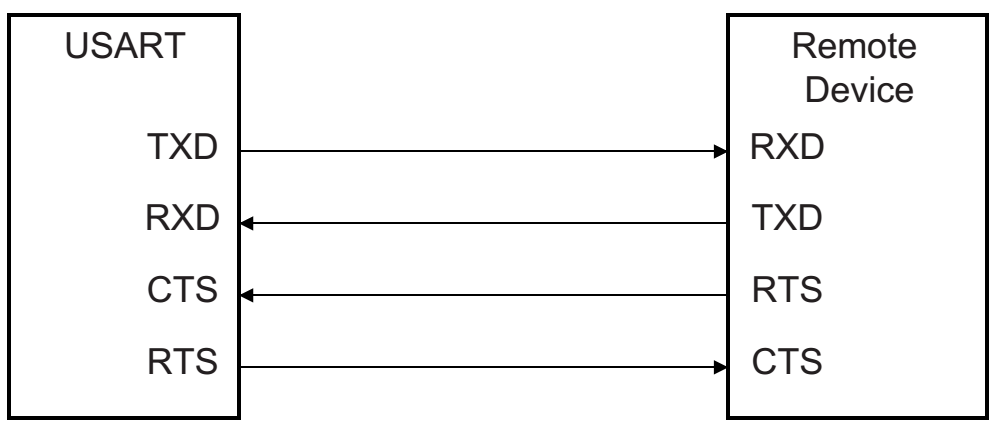 USART
Remote
Device
TXD
RXD
RXD
TXD
CTS
RTS
RTS
CTS